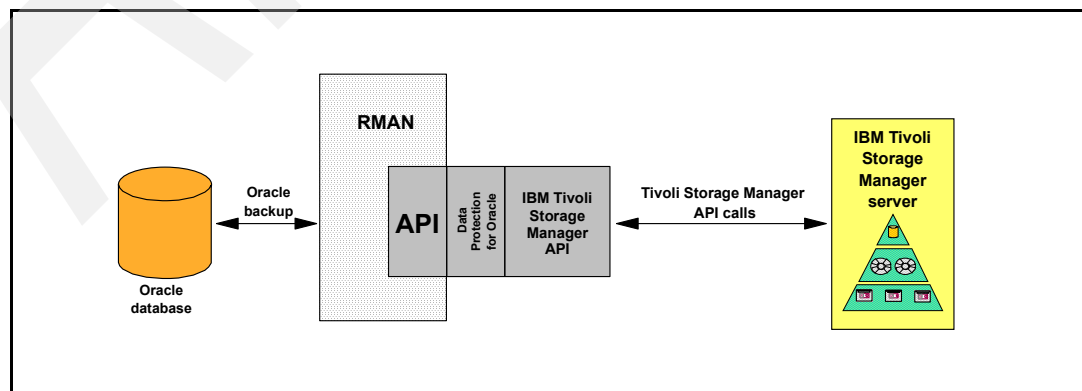 RMAN
IBM Tivoli
Storage
Manager
server
Oracle
backup
API
Data
Protection
for Oracle
IBM Tivoli
Storage
Manager
API
Tivoli Storage Manager
API calls
Oracle
database